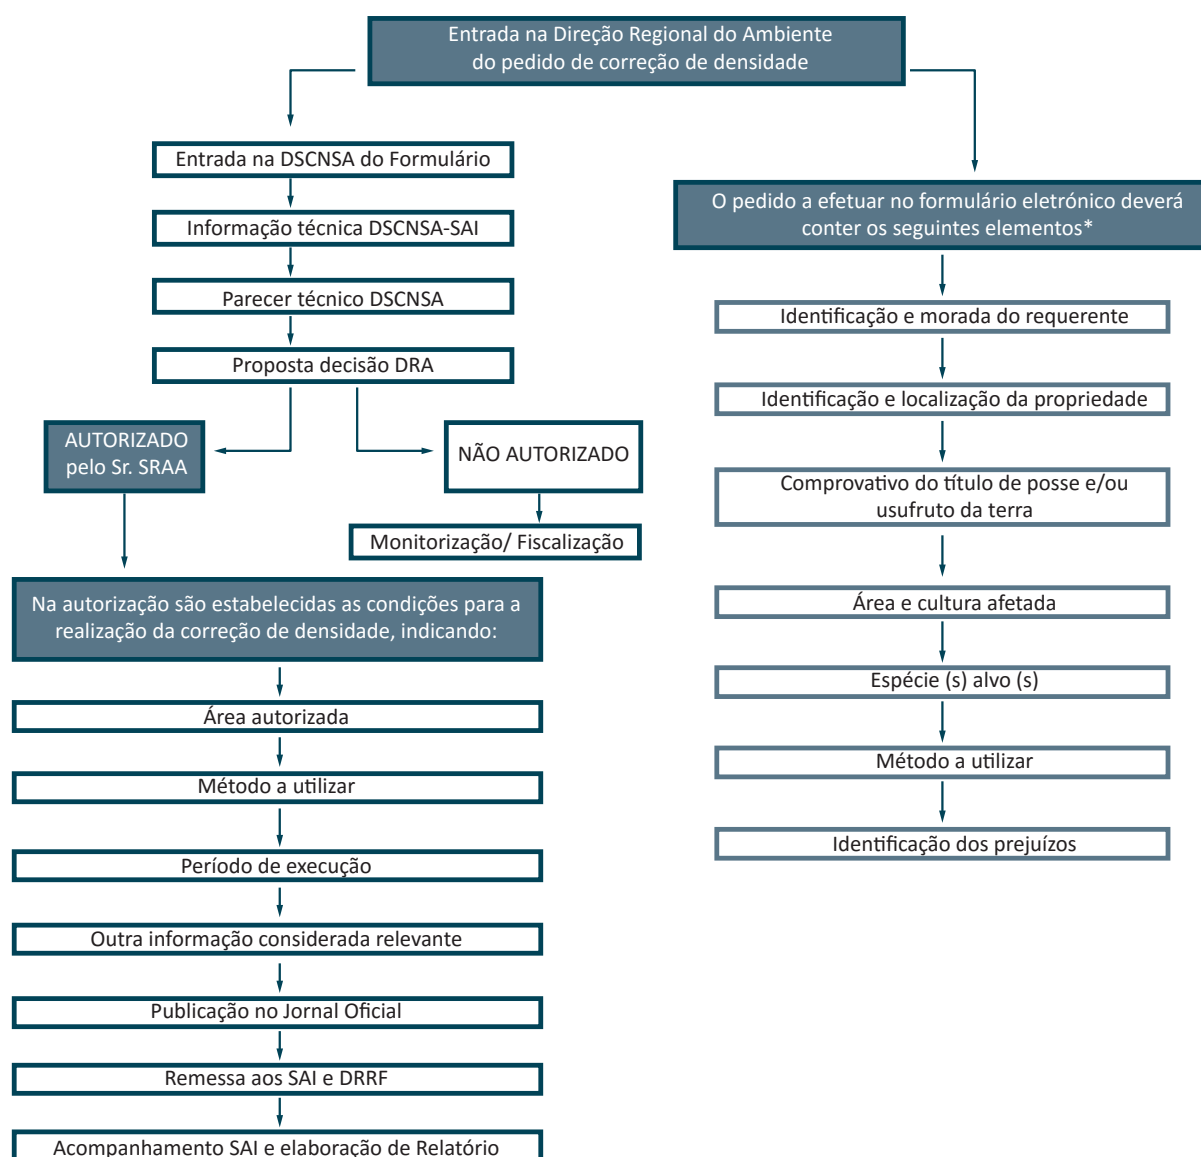 Entrada na Direção Regional do Ambiente
do pedido de correção de densidade
Entrada na DSCNSA do Formulário
Informação técnica DSCNSA-SAI
Parecer técnico DSCNSA
Proposta decisão DRA
AUTORIZADO
pelo Sr. SRAA
NÃO AUTORIZADO
Monitorização/ Fiscalização
Na autorização são estabelecidas as condições para a
realização da correção de densidade, indicando:
Área autorizada
Método a utilizar
Período de execução
Outra informação considerada relevante
Publicação no Jornal Oficial
Remessa aos SAI e DRRF
Acompanhamento SAI e elaboração de Relatório
O pedido a efetuar no formulário eletrónico deverá
conter os seguintes elementos*
Identificação e morada do requerente
Identificação e localização da propriedade
Comprovativo do título de posse e/ou
usufruto da terra
Área e cultura afetada
Espécie (s) alvo (s)
Método a utilizar
Identificação dos prejuízos